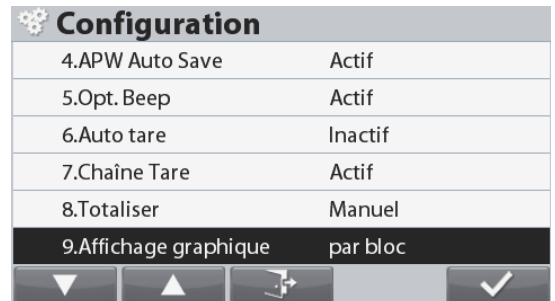 Configuration
4.APW Auto Save Actif
5.Opt. Beep Actif
6.Auto tare Inactif
7.Chaîne Tare Actif
8.Totaliser Manuel
9.Affichage graphique par bloc